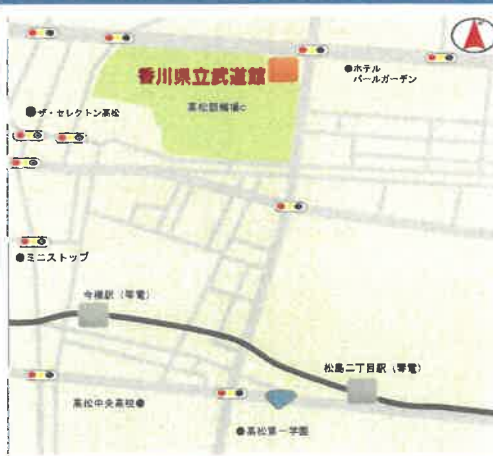 香川県立武道館
●ホテル
パールガーデン
高松競輪場
●ザ・セレクトン高松
●ミニストップ
今橋駅（琴電）
松島二丁目駅（琴電）
高松中央高校●
●高松第一学園